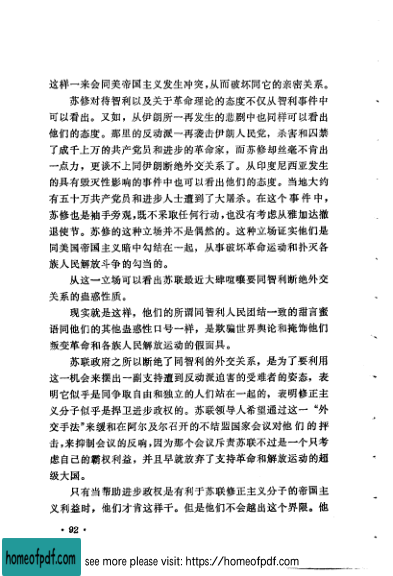 这样一来会同美帝国主义发生冲突,从而破坏同它的亲密关系。
苏修对待智利以及关于革命理论的态度不仅从智利事件中
可以看出。又如，从伊朗所一再发生的悲剧中也同样可以看出
他们的态度。那里的反动派一再袭击伊朗人民党，杀害和囚禁
了成千上万的共产党员和进步的革命家，而苏修却丝毫不肯出
一点力，更谈不上同伊朗断绝外交关系了。从印度尼西亚发生
的具有毁灭性影响的事件中也可以看出他们的态度。当地大约
有五十万共产党员和进步人士遭到了大屠杀。在这个事件中，
苏修也是袖手旁观,既不采取任何行动,也没有考虑从雅加达撤
退使节。苏修的这种立场并不是偶然的。这种立场证实他们是
同美国帝国主义暗中勾结在一起，从事破坏革命运动和扑灭各
族人民解放斗争的勾当的。
从这一立场可以看出苏联最近大肆喧嚷要同智利断绝外交
关系的蛊惑性质。
现实就是这样，他们的所谓同智利人民团结一致的甜言蜜
语同他们的其他蛊惑性口号一样，是欺骗世界舆论和掩饰他们
叛变革命和各族人民解放运动的假面具。
苏联政府之所以断绝了同智利的外交关系，是为了要利用
这一机会来摆出一副支持遭到反动派迫害的受难者的姿态，表
明它似乎是同争取自由和独立的人们站在一起的，表明修正主
义分子似乎是捍卫进步政权的。苏联领导人希望通过这一“外
交手法”来缓和在阿尔及尔召开的不结盟国家会议对他们的抨
击,来抑制会议的反响,因为那个会议斥责苏联不过是一个只考
虑自己的霸权利益，并且早就放弃了支持革命和解放运动的超
级大国。
只有当帮助进步政权是有利于苏联修正主义分子的帝国主
义利益时，他们才肯这样干。但是他们不会越出这个界限。他
· 92 ·
homeofpdf.com
see more please visit: https://homeofpdf.com